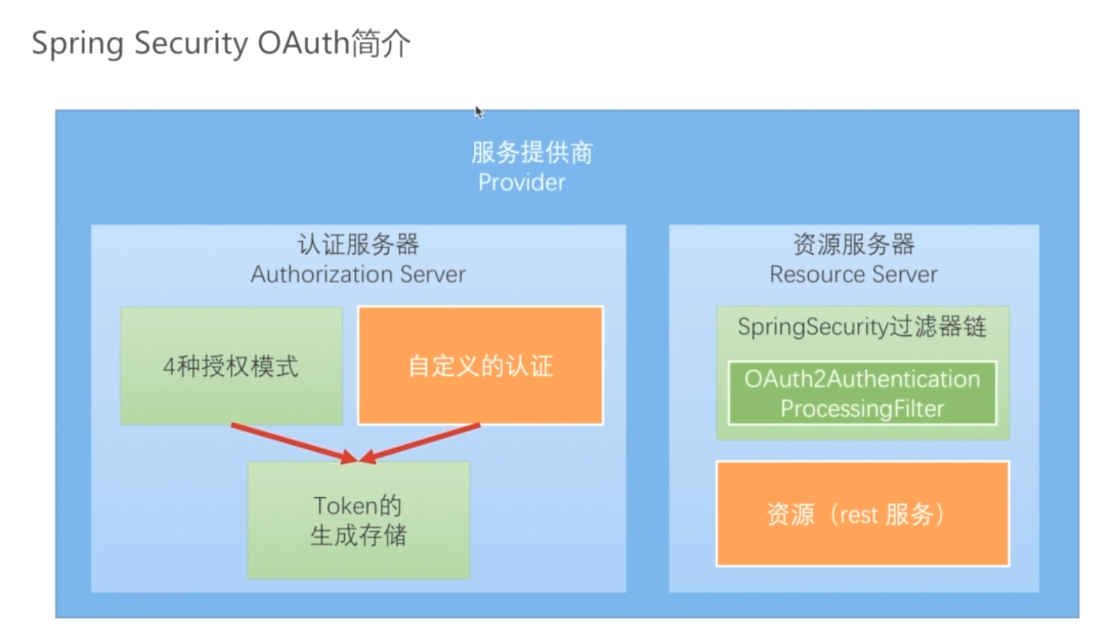 Spring Security OAuth简介
服务提供商
Provider
认证服务器
Authorization Server
4种授权模式
自定义的认证
Token的
生成存储
资源服务器
Resource Server
SpringSecurity过滤器链
OAuth2Authentication
ProcessingFilter
资源（rest 服务）